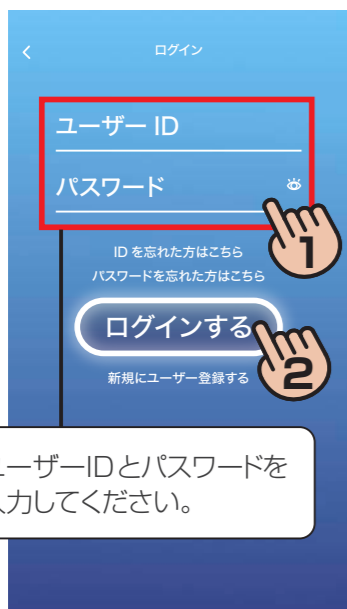 ログイン
ユーザー ID
パスワード
1
ID を忘れた方はこちら
パスワードを忘れた方はこちら
ログインする
2
新規にユーザー登録する
ーザーIDとパスワードを
力してください。